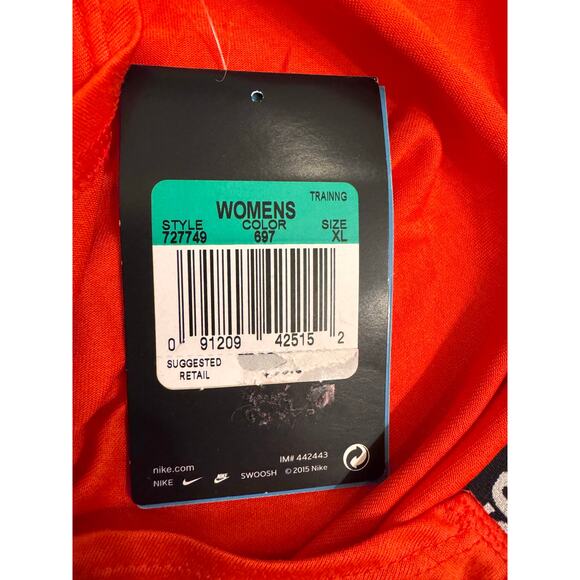 TRAINNG
WOMENS
STYLE COLOR SIZE
727749 697 XL
0 91209 42515 2
SUGGESTED
RETAIL
nike.com IM# 442443
NIKE SWOOSH © 2015 Nike